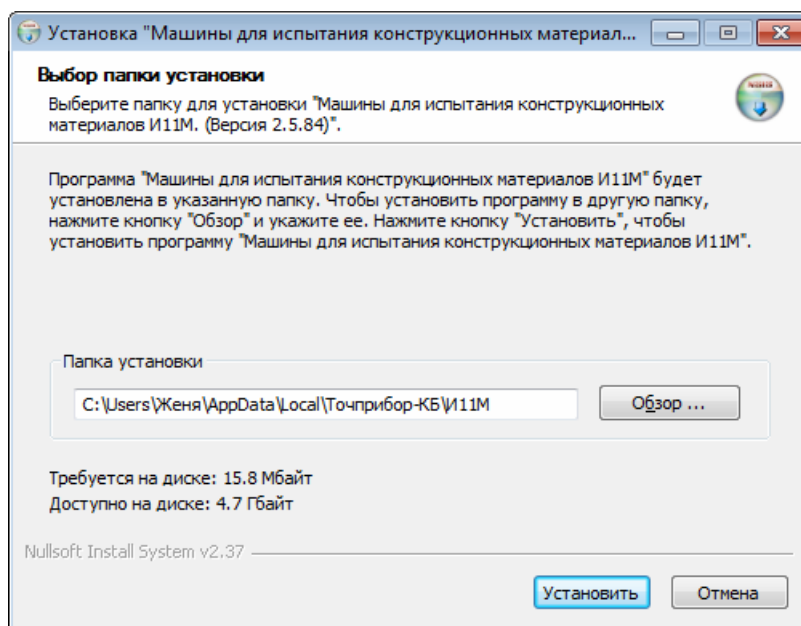 Установка "Машины для испытания конструкционных материал...
Выбор папки установки
Выберите папку для установки "Машины для испытания конструкционных
материалов И11М. (Версия 2.5.84)".
Программа "Машины для испытания конструкционных материалов И11М" будет
установлена в указанную папку. Чтобы установить программу в другую папку,
нажмите кнопку "Обзор" и укажите ее. Нажмите кнопку "Установить", чтобы
установить программу "Машины для испытания конструкционных материалов И11М".
Папка установки
C:\Users\Женя\AppData\Local\Точприбор-КБ\И11М
Обзор ...
Требуется на диске: 15.8 Мбайт
Доступно на диске: 4.7 Гбайт
Nullsoft Install System v2.37
Установить
Отмена